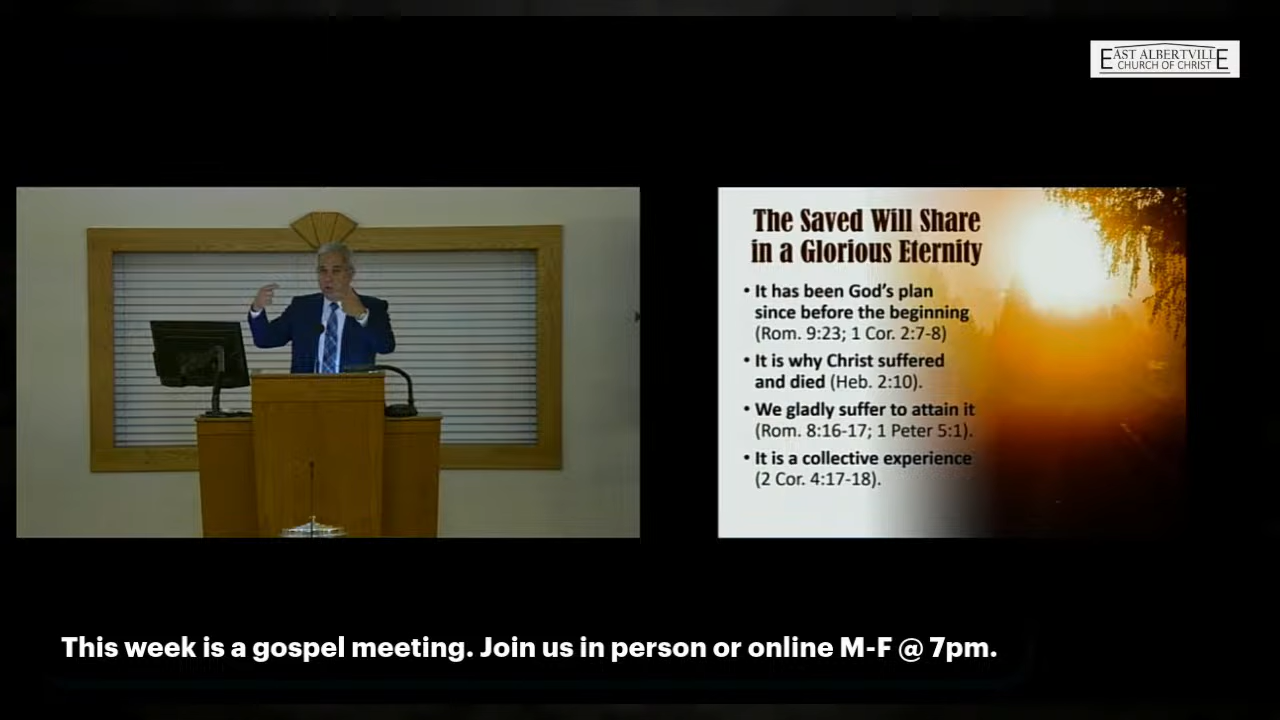 EAST ALBERTVILLE
CHURCH OF CHRIST
The Saved Will Share
in a Glorious Eternity
• It has been God's plan
since before the beginning
(Rom. 9:23; 1 Cor. 2:7-8)
• It is why Christ suffered
and died (Heb. 2:10).
• We gladly suffer to attain it
(Rom. 8:16-17; 1 Peter 5:1).
• It is a collective experience
(2 Cor. 4:17-18).
This week is a gospel meeting. Join us in person or online M-F @ 7pm.